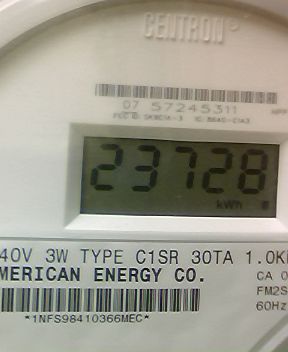 CENTRON
07 57245311
23728
kWh
40V 3W TYPE C1SR 30TA 1.0K
MERICAN ENERGY CO.
CA 0
FM2S
60Hz
*1NFS98410366MEC*